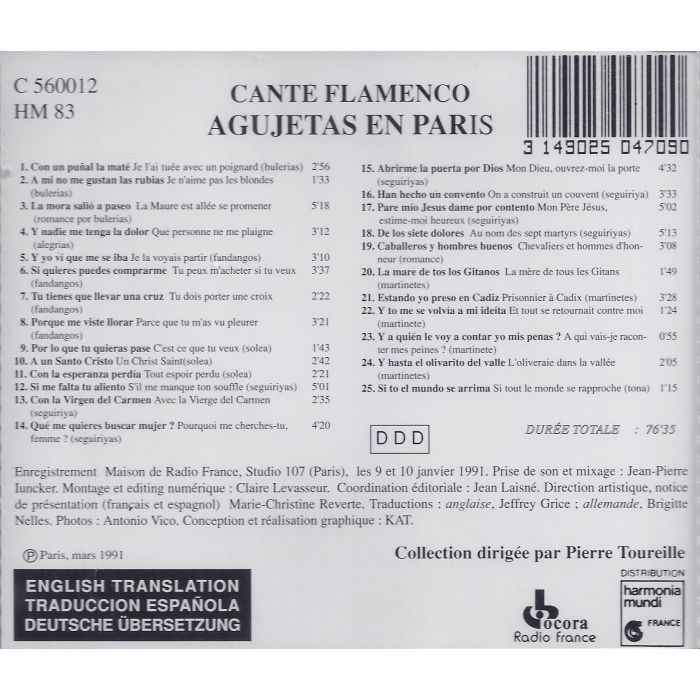 C 560012
HM 83
CANTE FLAMENCO
AGUJETAS EN PARIS
3 149025 047090
1. Con un puñal la maté Je l'ai tuée avec un poignard (bulerias) 2'56
2. A mi no me gustan las rubias Je n'aime pas les blondes 1'33
(bulerias)
3. La mora salió a paseo La Maure est allée se promener 5'18
(romance por bulerias)
4. Y nadie me tenga la dolor Que personne ne me plaigne 3'12
(alegrias)
5. Y yo ví que me se iba Je la voyais partir (fandangos) 3'10
6. Si quieres puedes comprarme Tu peux m'acheter si tu veux 3'37
(fandangos)
7. Tu tienes que llevar una cruz Tu dois porter une croix 2'22
(fandangos)
8. Porque me viste llorar Parce que tu m'as vu pleurer 3'21
(fandangos)
9. Por lo que tu quieras pase C'est ce que tu veux (solea) 1'43
10. A un Santo Cristo Un Christ Saint(solea) 2'42
11. Con la esperanza perdía Tout espoir perdu (solea) 2'21
12. Si me falta tu aliento S'il me manque ton souffle (seguiriyas) 5'01
13. Con la Virgen del Carmen Avec la Vierge del Carmen 2'35
(seguiriya)
14. Qué me quieres buscar mujer ? Pourquoi me cherches-tu, 4'20
femme ? (seguiriyas)
15. Abrirme la puerta por Dios Mon Dieu, ouvrez-moi la porte 4'32
(seguiriyas)
16. Han hecho un convento On a construit un couvent (seguiriya) 3'33
17. Pare mío Jesus dame por contento Mon Père Jésus, 5'02
estime-moi heureux (seguiryas)
18. De los siete dolores Au nom des sept martyrs (seguiriyas) 5'13
19. Caballeros y hombres buenos Chevaliers et hommes d'hon- 3'08
neur (romance)
20. La mare de tos los Gitanos La mère de tous les Gitans 1'49
(martinetes)
21. Estando yo preso en Cadiz Prisonnier à Cadix (martinetes) 3'28
22. Y to me se volvía a mi ideíta Et tout se retournait contre moi 1'24
(martinete)
23. Y a quién le voy a contar yo mis penas ? A qui vais-je racon- 0'55
ter mes peines ? (martinete)
24. Y hasta el olivarito del valle L'oliveraie dans la vallée 2'05
(martinetes)
25. Si to el mundo se arrima Si tout le monde se rapproche (tona) 1'15
DDD
DURÉE TOTALE : 76'35
Enregistrement Maison de Radio France, Studio 107 (Paris), les 9 et 10 janvier 1991. Prise de son et mixage : Jean-Pierre
Iuncker. Montage et editing numérique : Claire Levasseur. Coordination éditoriale : Jean Laisné. Direction artistique, notice
de présentation (français et espagnol) Marie-Christine Reverte. Traductions : anglaise, Jeffrey Grice ; allemande, Brigitte
Nelles. Photos : Antonio Vico. Conception et réalisation graphique : KAT.
Ⓟ Paris, mars 1991
Collection dirigée par Pierre Toureille
ENGLISH TRANSLATION
TRADUCCION ESPAÑOLA
DEUTSCHE ÜBERSETZUNG
ocora
Radio france
DISTRIBUTION
harmonia
mundi
FRANCE